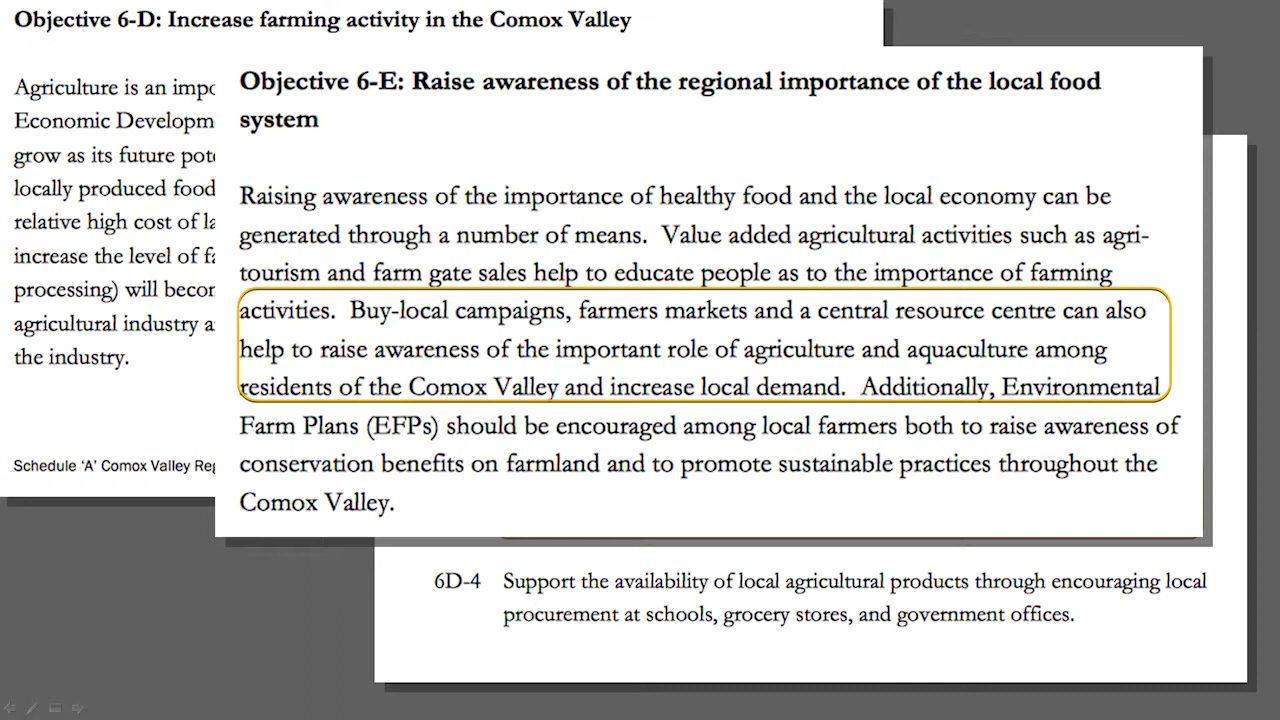 Objective 6-D: Increase farming activity in the Comox Valley
Agriculture is an
Economic
grow as its future
locally produced food
relative high cost of
increase the level of
processing) will
agricultural industry
the industry.
Schedule ‘A’ Comox Valley
Objective 6-E: Raise awareness of the regional importance of the local food
system
Raising awareness of the importance of healthy food and the local economy can be
generated through a number of means. Value added agricultural activities such as agri-
tourism and farm gate sales help to educate people as to the importance of farming
activities. Buy-local campaigns, farmers markets and a central resource centre can also
help to raise awareness of the important role of agriculture and aquaculture among
residents of the Comox Valley and increase local demand. Additionally, Environmental
Farm Plans (EFPs) should be encouraged among local farmers both to raise awareness of
conservation benefits on farmland and to promote sustainable practices throughout the
Comox Valley.
6D-4 Support the availability of local agricultural products through encouraging local
procurement at schools, grocery stores, and government offices.